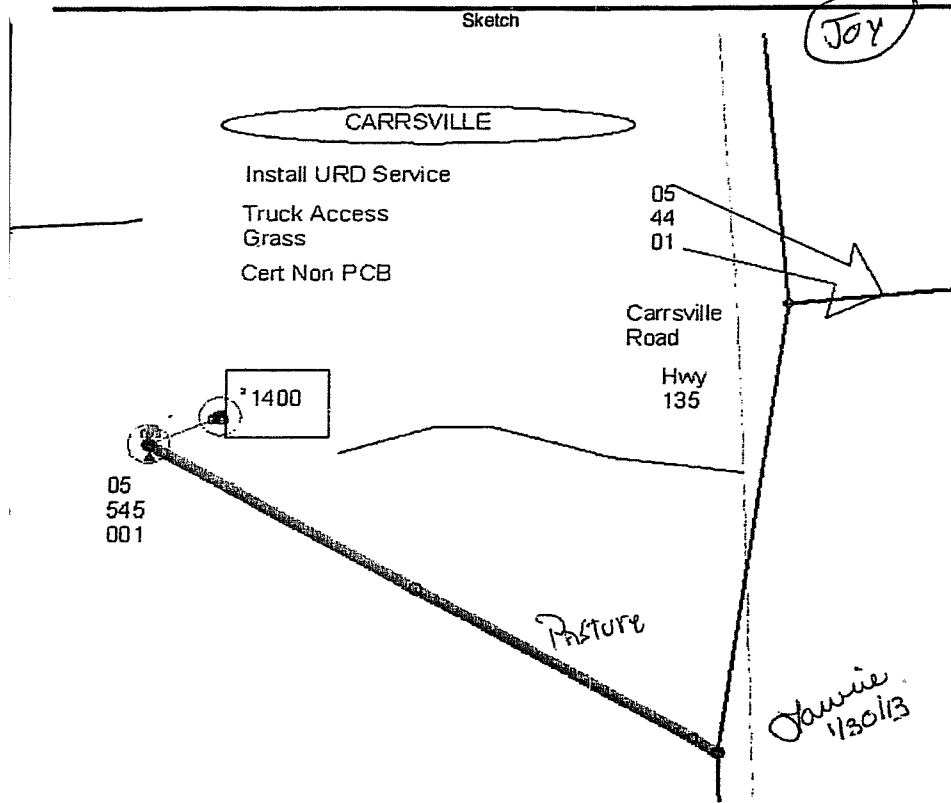 Sketch
JOY
CARRSVILLE
Install URD Service
Truck Access
Grass
Cert Non PCB
05
44
01
Carrsville
Road
Hwy
135
1400
05
545
001
Pasture
1/30/13